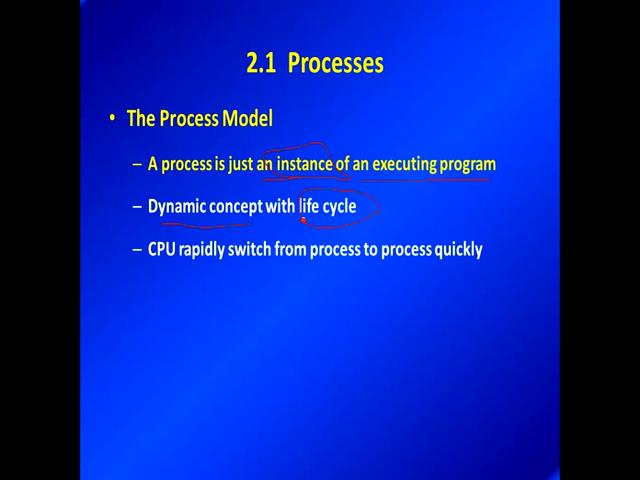 2.1 Processes
• The Process Model
– A process is just an instance of an executing program
– Dynamic concept with life cycle
– CPU rapidly switch from process to process quickly